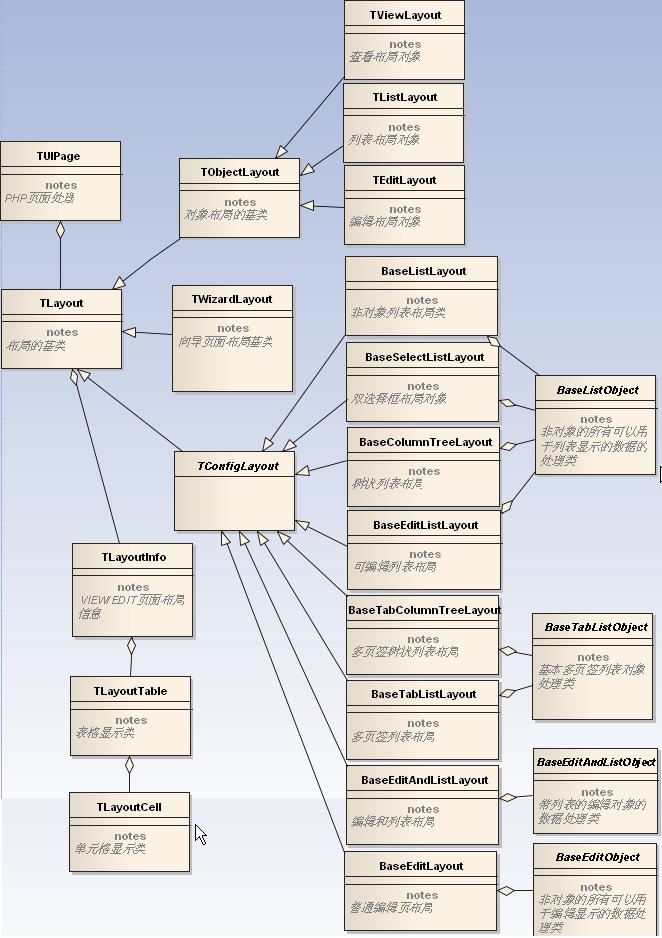 TViewLayout
notes
查看布局对象
TListLayout
notes
列表布局对象
TUIPage
notes
PHP页面处理
TObjectLayout
notes
对象布局的基类
TEditLayout
notes
编辑布局对象
TLayout
notes
布局的基类
TWizardLayout
notes
向导页面布局基类
BaseListLayout
notes
非对象列表布局类
BaseSelectListLayout
notes
双选择框布局对象
BaseListObject
notes
非对象的所有可以用
于列表显示的数据的
处理类
BaseColumnTreeLayout
notes
树状列表布局
TConfigLayout
BaseEditListLayout
notes
可编辑列表布局
TLayoutInfo
notes
VIEW/EDIT页面布局
信息
BaseTabColumnTreeLayout
notes
多页签树状列表布局
BaseTabListObject
notes
基本多页签列表对象
处理类
TLayoutTable
notes
表格显示类
BaseTabListLayout
notes
多页签列表布局
BaseEditAndListLayout
notes
编辑和列表布局
BaseEditAndListObject
notes
带列表的编辑对象的
数据处理类
TLayoutCell
notes
单元格显示类
BaseEditLayout
notes
普通编辑页布局
BaseEditObject
notes
非对象的所有可以用
于编辑显示的数据处
理类